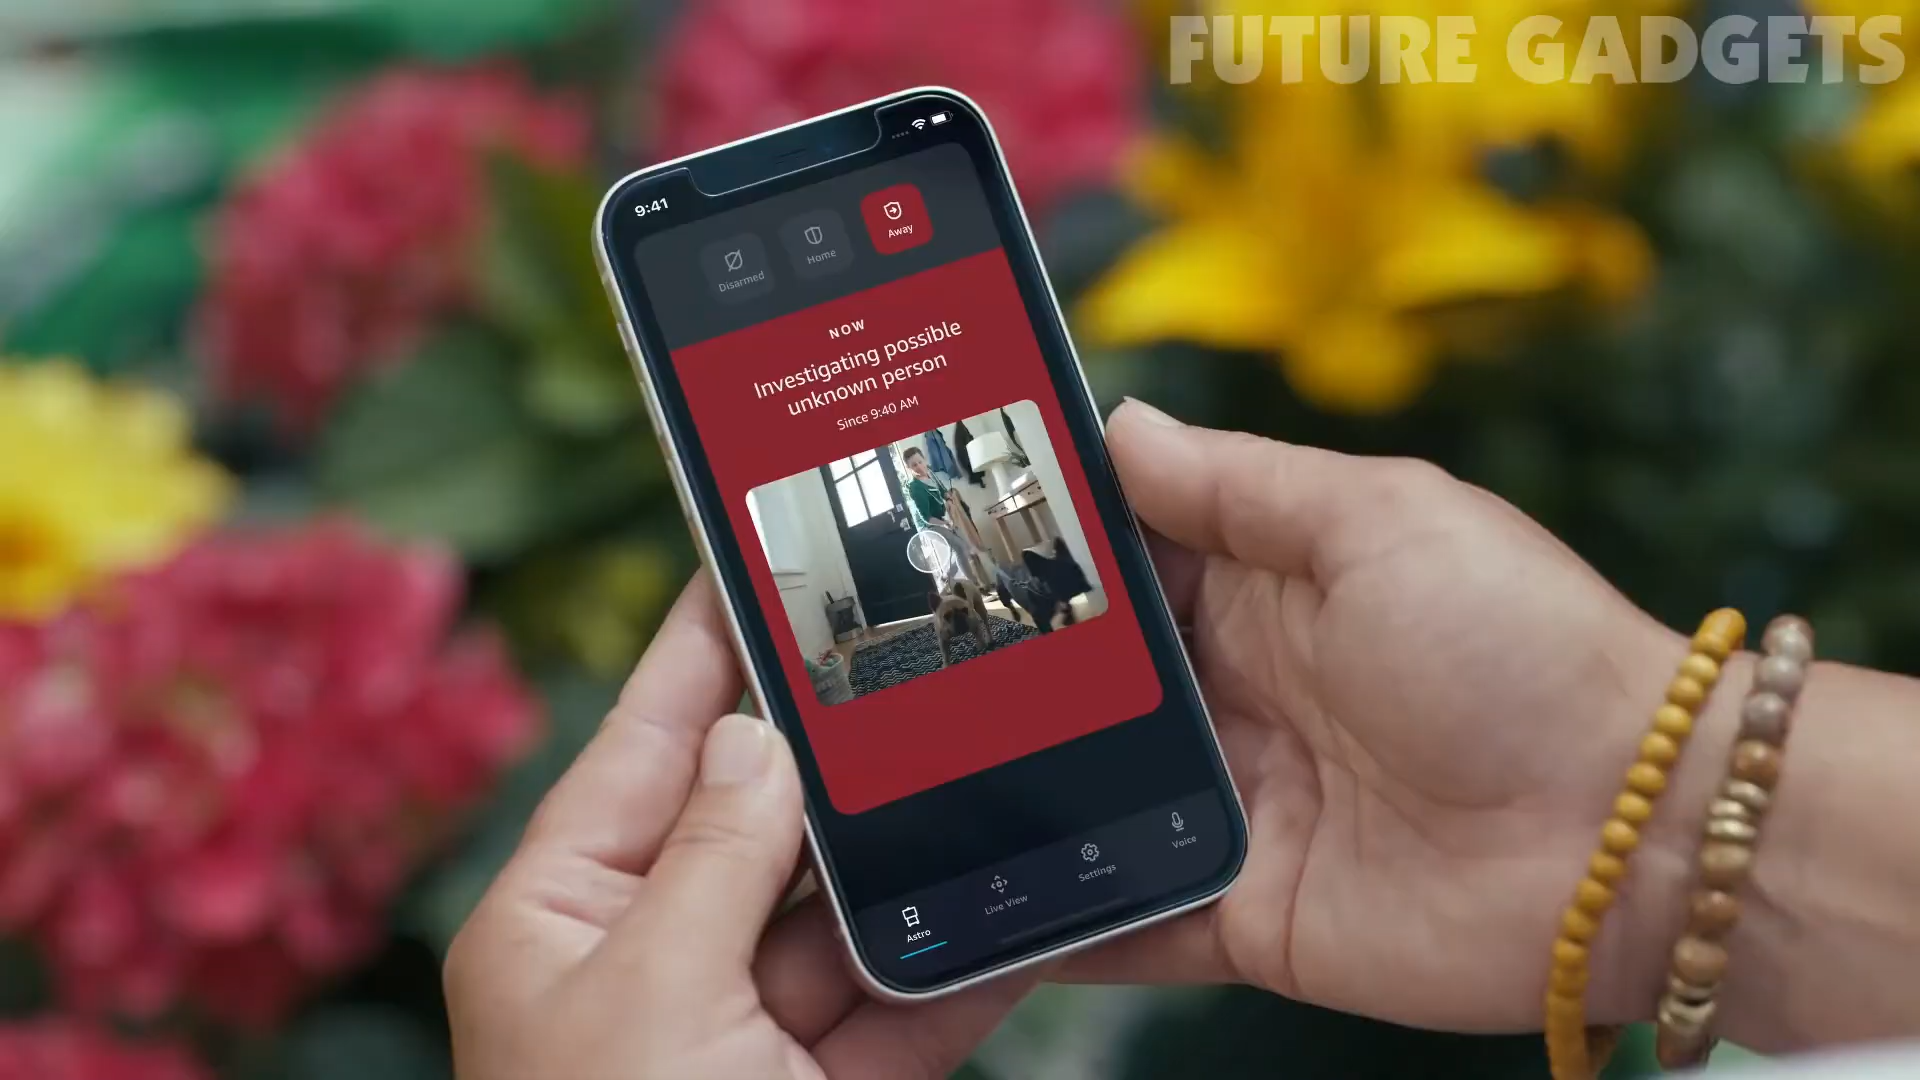 FUTURE GADGETS
9:41
Disarmed
Home
Away
NOW
Investigating possible
unknown person
Since 9:40 AM
Astro
Live View
Settings
Voice